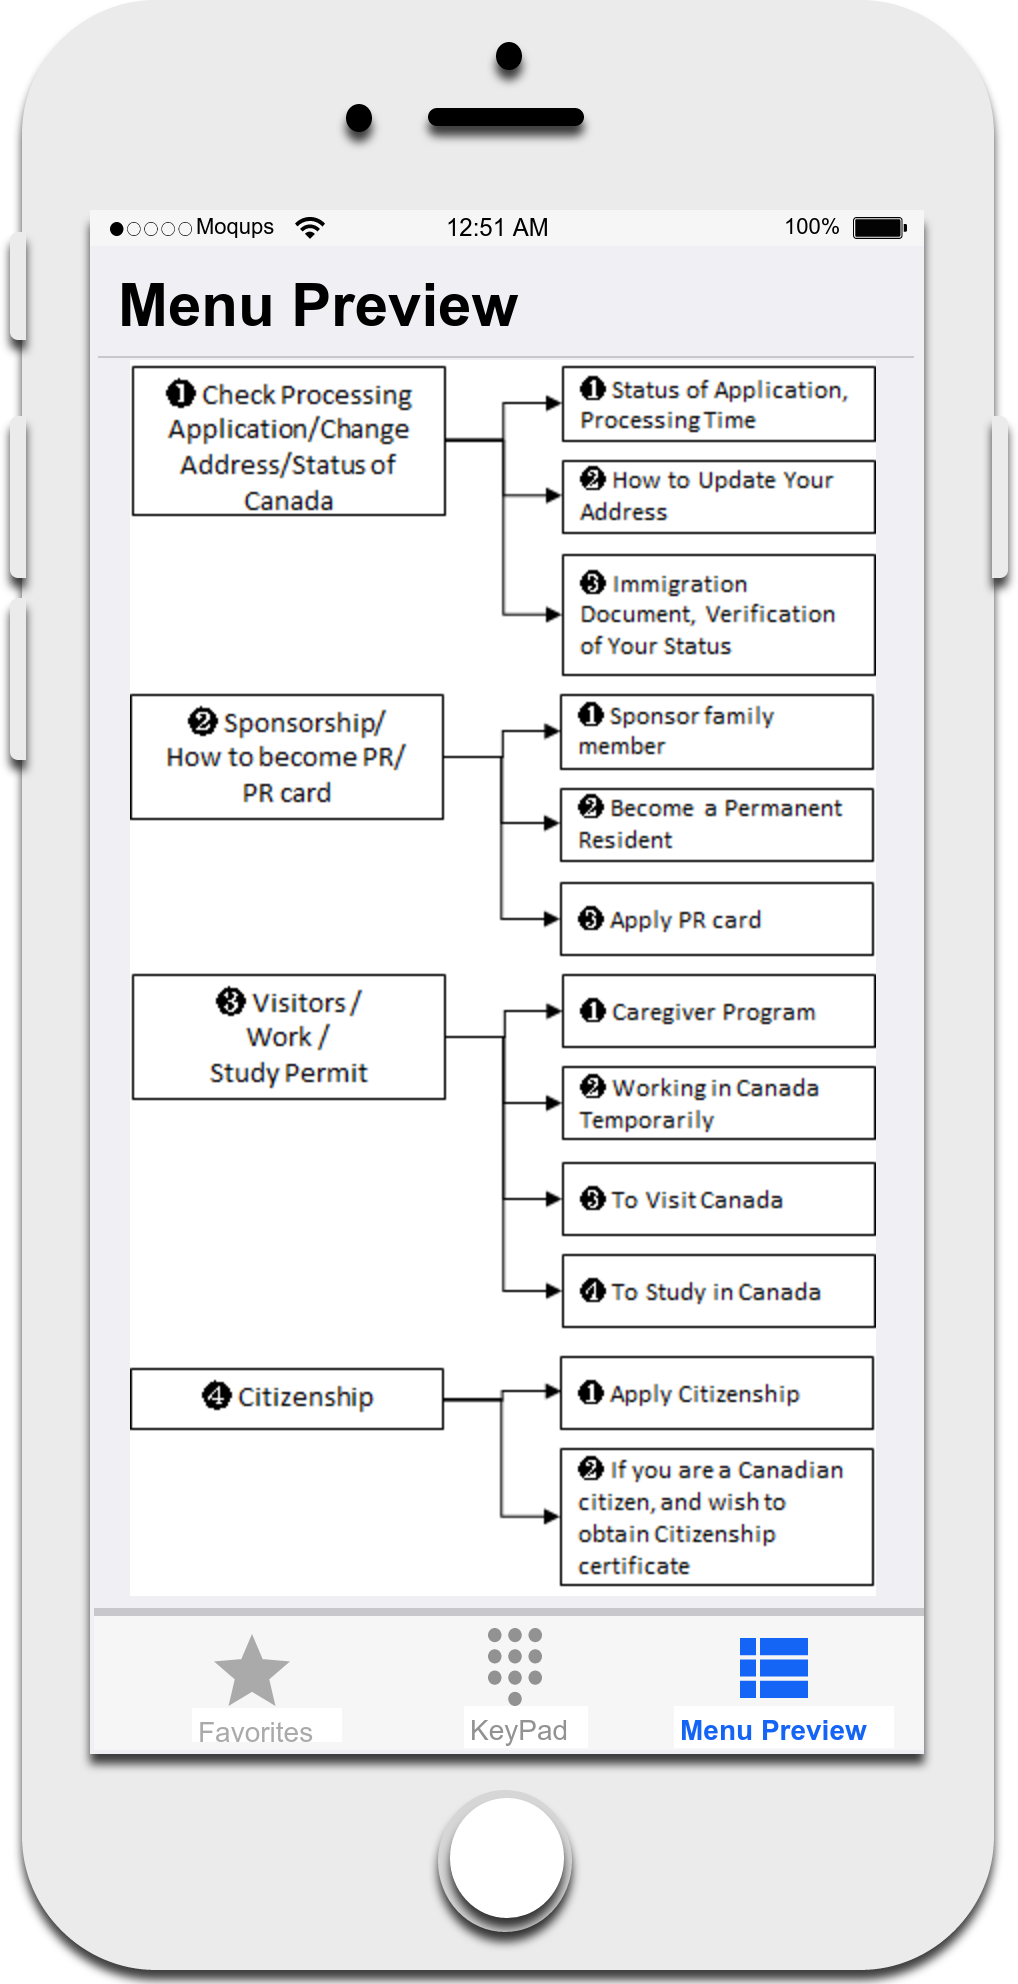 Moqups 12:51 AM 100%
Menu Preview
❶ Check Processing
Application/Change
Address/Status of
Canada
❶ Status of Application,
Processing Time
❷ How to Update Your
Address
❸ Immigration
Document, Verification
of Your Status
❷ Sponsorship/
How to become PR/
PR card
❶ Sponsor family
member
❷ Become a Permanent
Resident
❸ Apply PR card
❸ Visitors /
Work /
Study Permit
❶ Caregiver Program
❷ Working in Canada
Temporarily
❸ To Visit Canada
❹ To Study in Canada
❹ Citizenship
❶ Apply Citizenship
❷ If you are a Canadian
citizen, and wish to
obtain Citizenship
certificate
Favorites KeyPad Menu Preview